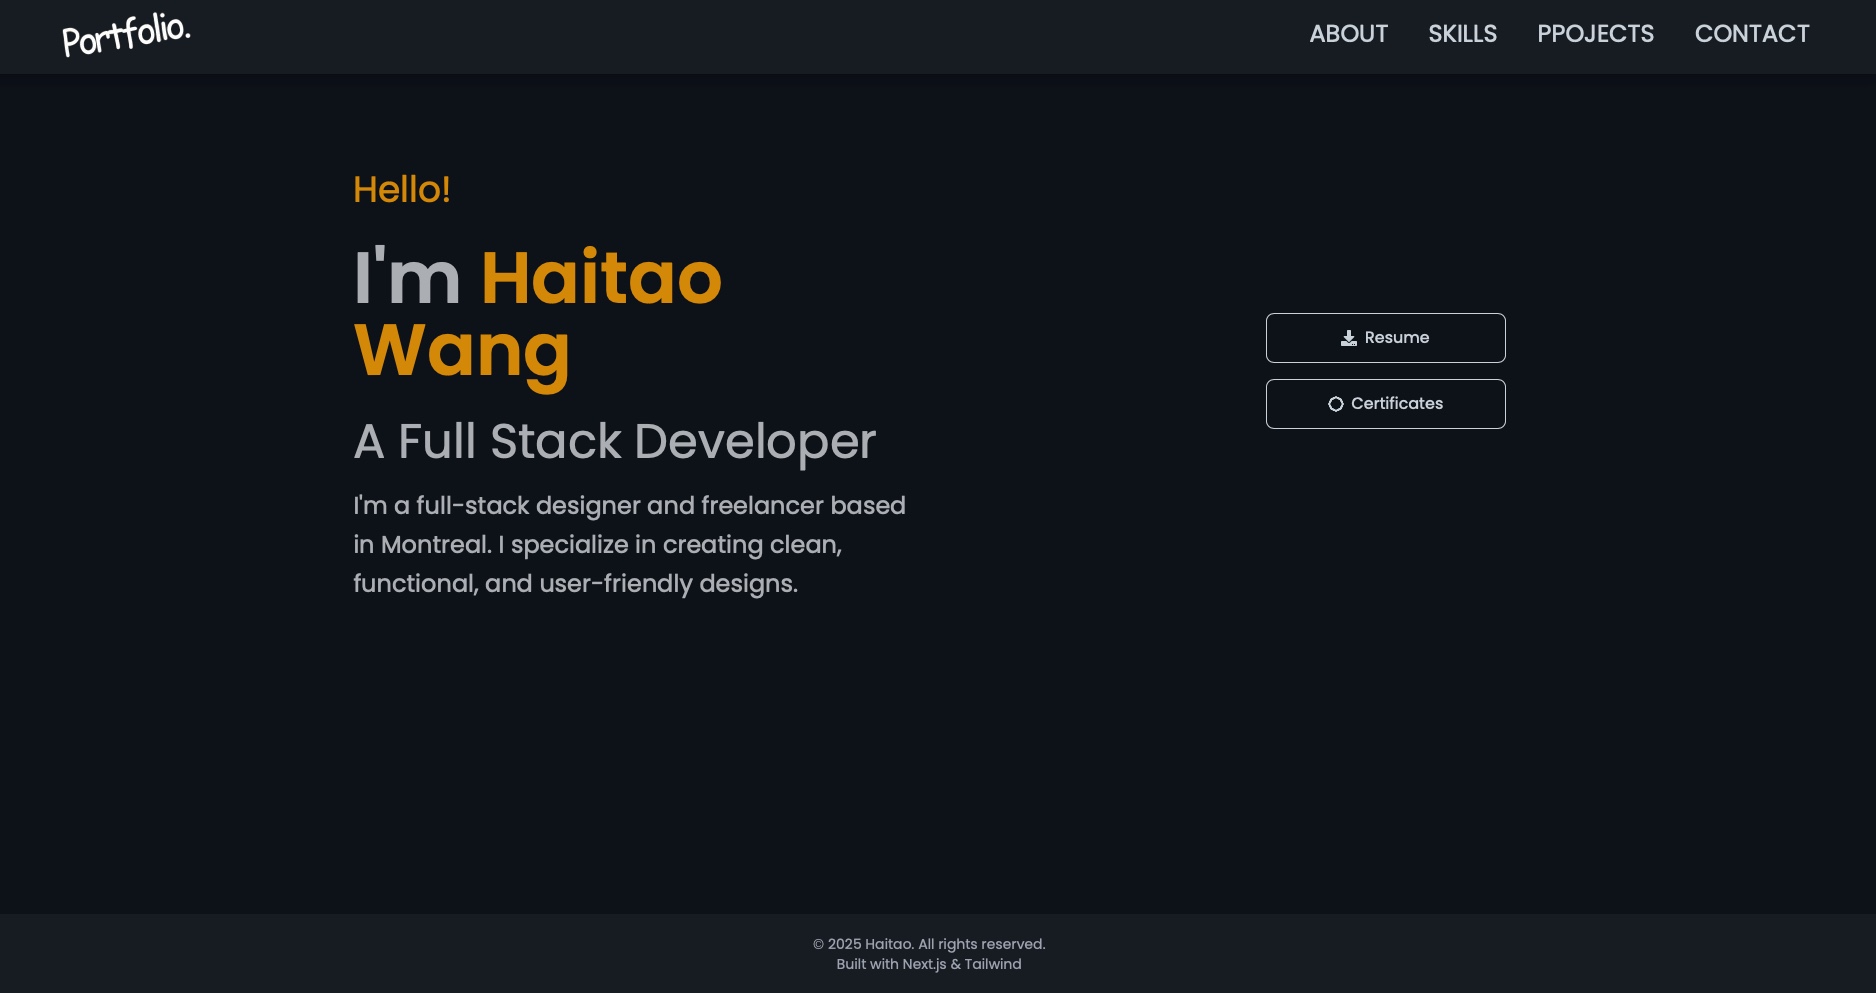 Portfolio.
ABOUT SKILLS PPOJECTS CONTACT
Hello!
I'm Haitao
Wang
A Full Stack Developer
I'm a full-stack designer and freelancer based
in Montreal. I specialize in creating clean,
functional, and user-friendly designs.
Resume
Certificates
© 2025 Haitao. All rights reserved.
Built with Next.js & Tailwind